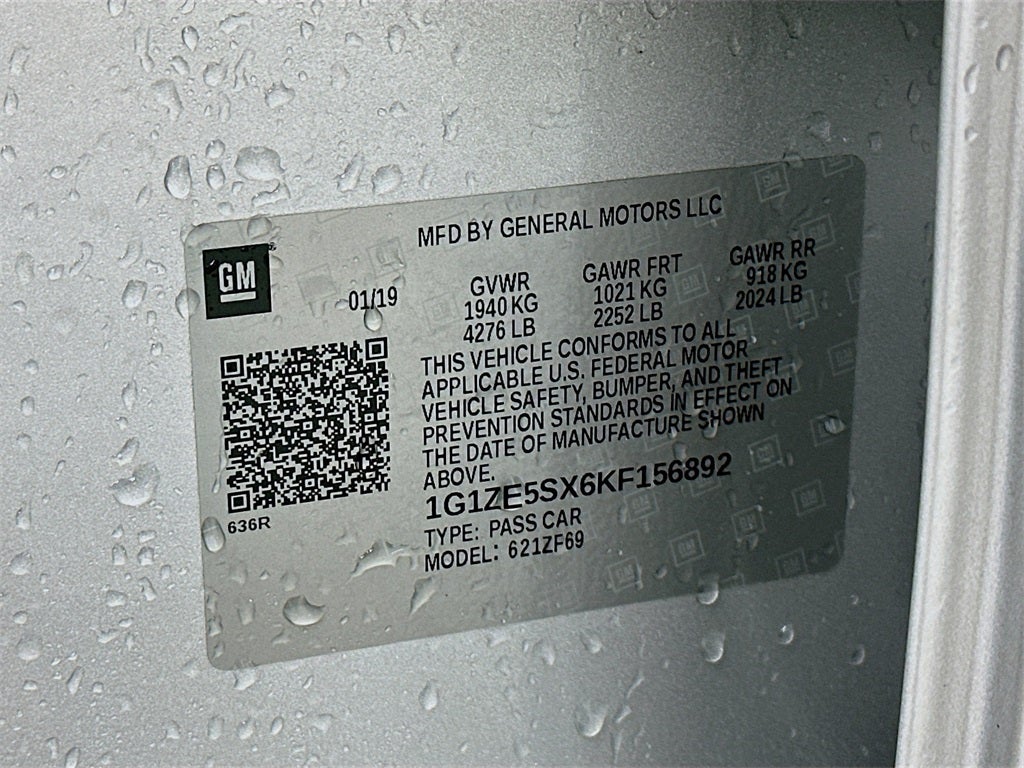 MFD BY GENERAL MOTORS LLC
GM
01/19
GVWR
1940 KG
4276 LB
GAWR FRT
1021 KG
2252 LB
GAWR RR
918 KG
2024 LB
THIS VEHICLE CONFORMS TO ALL
APPLICABLE U.S. FEDERAL MOTOR
VEHICLE SAFETY, BUMPER, AND THEFT
PREVENTION STANDARDS IN EFFECT ON
THE DATE OF MANUFACTURE SHOWN
ABOVE.
1G1ZE5SX6KF156892
TYPE: PASS CAR
MODEL: 621ZF69
636R